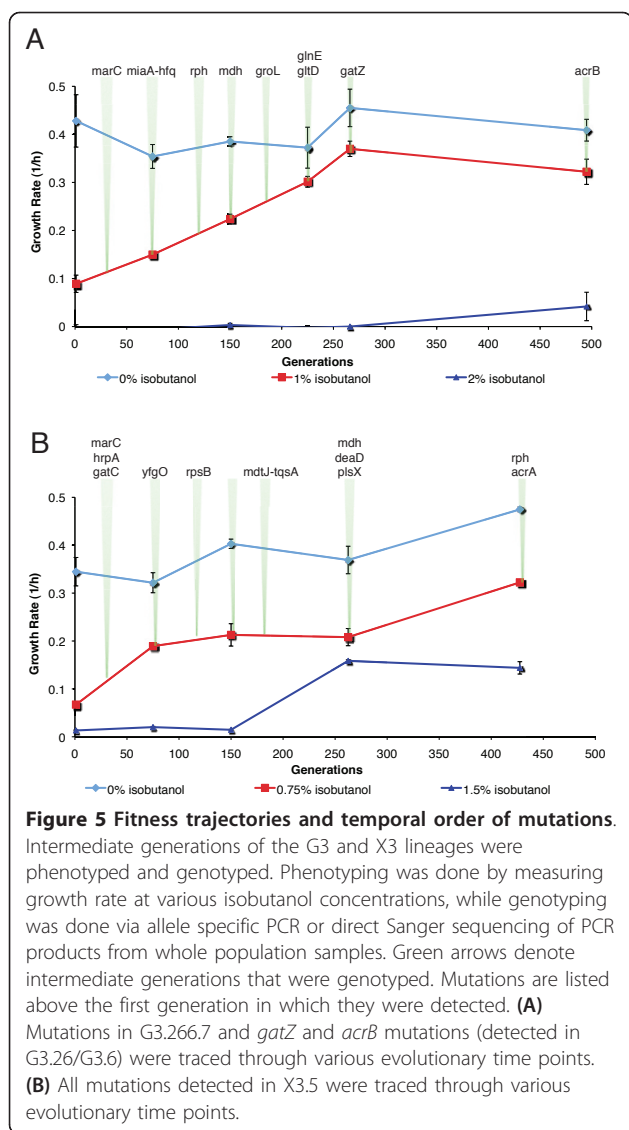 A
glnE
marC miaA-hfq rph mdh groL gltD gatZ acrB
0.5
0.4
0.3
0.2
0.1
0
Growth Rate (1/h)
0 50 100 150 200 250 300 350 400 450 500
Generations
0% isobutanol 1% isobutanol 2% isobutanol
B
marC mdh
hrpA deaD rph
gatC yfgO rpsB mdtJ-tqsA plsX acrA
0.5
0.4
0.3
0.2
0.1
0
Growth Rate (1/h)
0 50 100 150 200 250 300 350 400 450 500
Generations
0% isobutanol 0.75% isobutanol 1.5% isobutanol
Figure 5 Fitness trajectories and temporal order of mutations.
Intermediate generations of the G3 and X3 lineages were
phenotyped and genotyped. Phenotyping was done by measuring
growth rate at various isobutanol concentrations, while genotyping
was done via allele specific PCR or direct Sanger sequencing of PCR
products from whole population samples. Green arrows denote
intermediate generations that were genotyped. Mutations are listed
above the first generation in which they were detected. (A)
Mutations in G3.266.7 and gatZ and acrB mutations (detected in
G3.26/G3.6) were traced through various evolutionary time points.
(B) All mutations detected in X3.5 were traced through various
evolutionary time points.